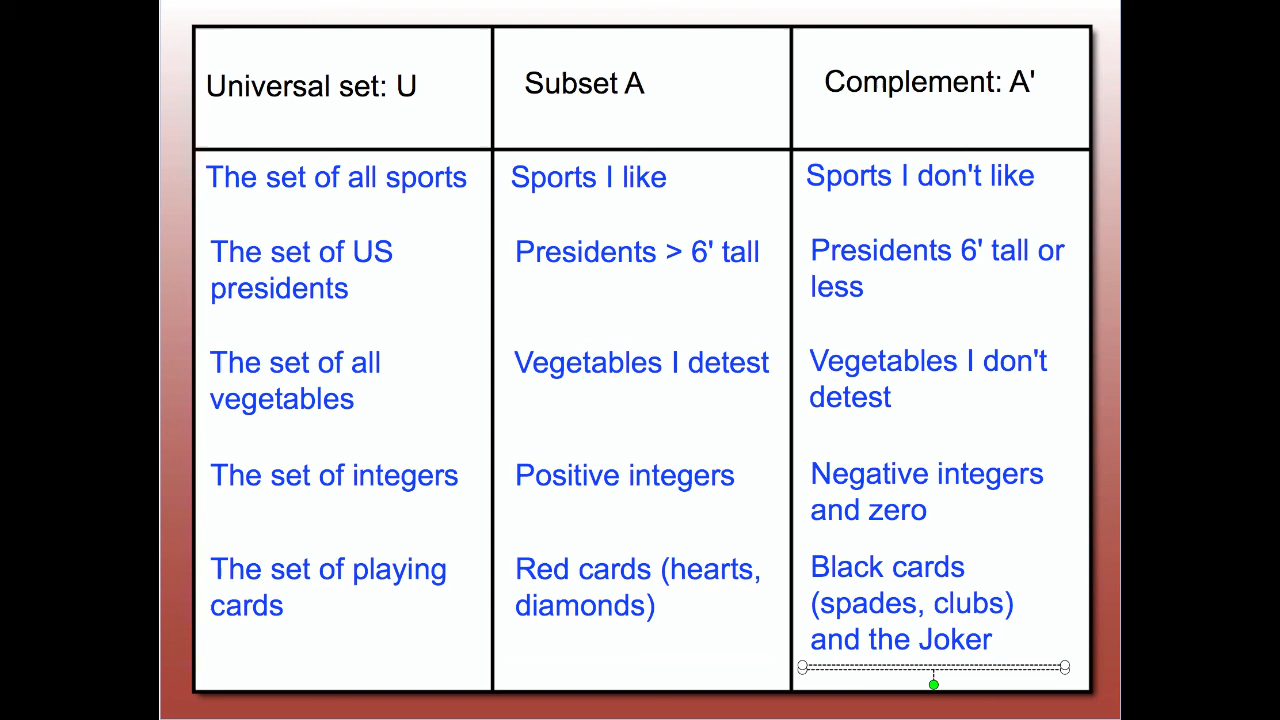 Universal set: U
Subset A
Complement: A'
The set of all sports
Sports I like
Sports I don't like
The set of US
presidents
Presidents > 6' tall
Presidents 6' tall or
less
The set of all
vegetables
Vegetables I detest
Vegetables I don't
detest
The set of integers
Positive integers
Negative integers
and zero
The set of playing
cards
Red cards (hearts,
diamonds)
Black cards
(spades, clubs)
and the Joker